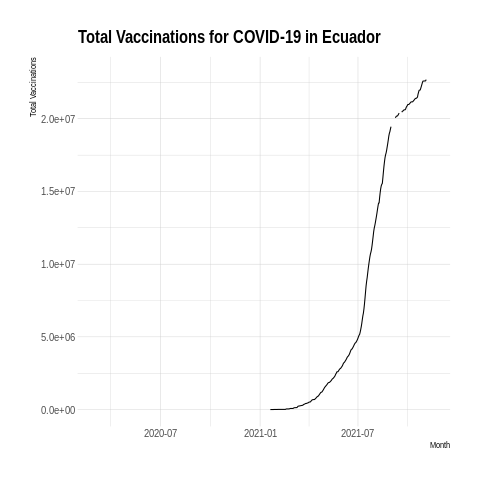 Total Vaccinations for COVID-19 in Ecuador
Total Vaccinations
2.0e+07
1.5e+07
1.0e+07
5.0e+06
0.0e+00
2020-07
2021-01
2021-07
Month